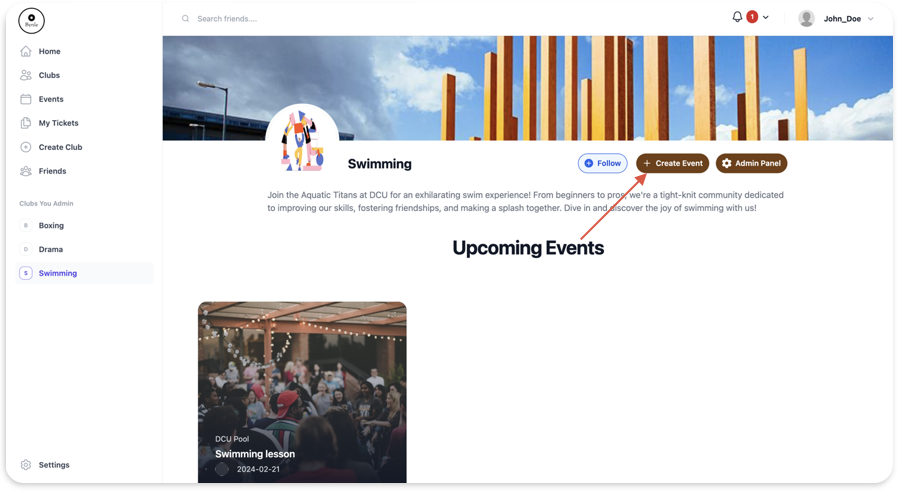 Search friends....
1
John_Doe
Home
Clubs
Events
My Tickets
Create Club
Friends
Clubs You Admin
B Boxing
D Drama
S Swimming
Settings
Swimming
Follow
+ Create Event
Admin Panel
Join the Aquatic Titans at DCU for an exhilarating swim experience! From beginners to pros, we're a tight-knit community dedicated
to improving our skills, fostering friendships, and making a splash together. Dive in and discover the joy of swimming with us!
Upcoming Events
DCU Pool
Swimming lesson
2024-02-21